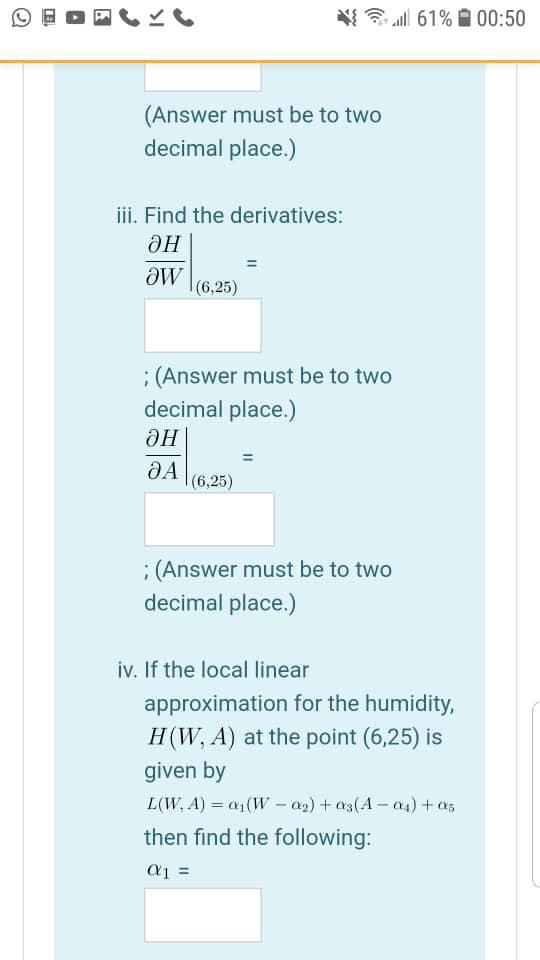 61% 00:50
(Answer must be to two
decimal place.)
iii. Find the derivatives:
∂H
∂W |(6,25) =
; (Answer must be to two
decimal place.)
∂H
∂A |(6,25) =
; (Answer must be to two
decimal place.)
iv. If the local linear
approximation for the humidity,
H(W, A) at the point (6,25) is
given by
L(W, A) = α₁(W − α₂) + α₃(A − α₄) + α₅
then find the following:
α₁ =